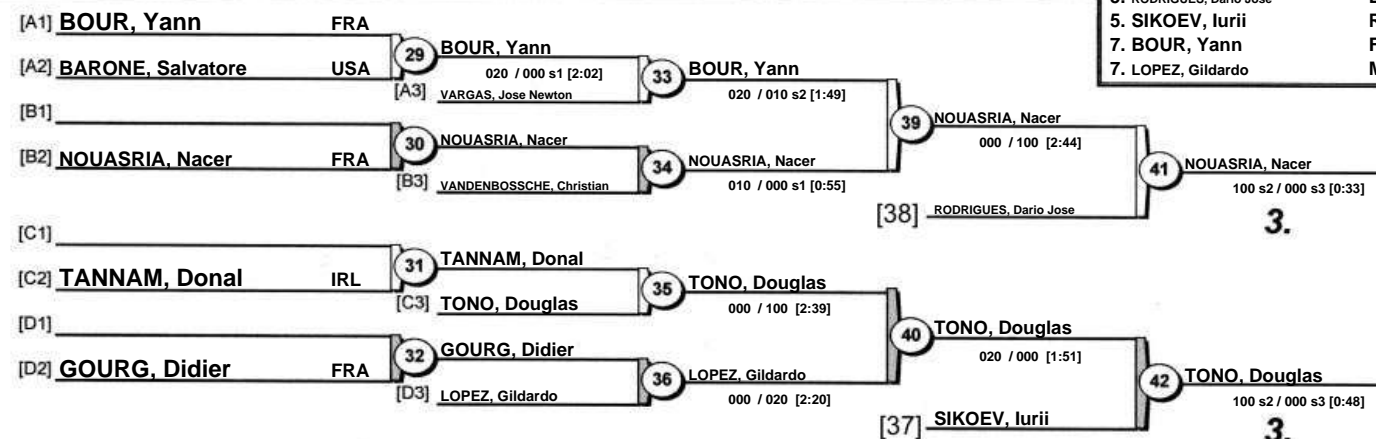 [A1] BOUR, Yann FRA
[A2] BARONE, Salvatore USA
29
BOUR, Yann
020 / 000 s1 [2:02]
[A3] VARGAS, Jose Newton
33
BOUR, Yann
020 / 010 s2 [1:49]
[B1]
[B2] NOUASRIA, Nacer FRA
30
NOUASRIA, Nacer
[B3] VANDENBOSSCHE, Christian
34
NOUASRIA, Nacer
010 / 000 s1 [0:55]
39
NOUASRIA, Nacer
000 / 100 [2:44]
[38] RODRIGUES, Dario Jose
41
NOUASRIA, Nacer
100 s2 / 000 s3 [0:33]
3.
[C1]
[C2] TANNAM, Donal IRL
31
TANNAM, Donal
[C3] TONO, Douglas
35
TONO, Douglas
000 / 100 [2:39]
[D1]
[D2] GOURG, Didier FRA
32
GOURG, Didier
[D3] LOPEZ, Gildardo
36
LOPEZ, Gildardo
000 / 020 [2:20]
40
TONO, Douglas
020 / 000 [1:51]
[37] SIKOEV, Iurii
42
TONO, Douglas
100 s2 / 000 s3 [0:48]
3.
5. SIKOEV, Iurii
7. BOUR, Yann
7. LOPEZ, Gildardo